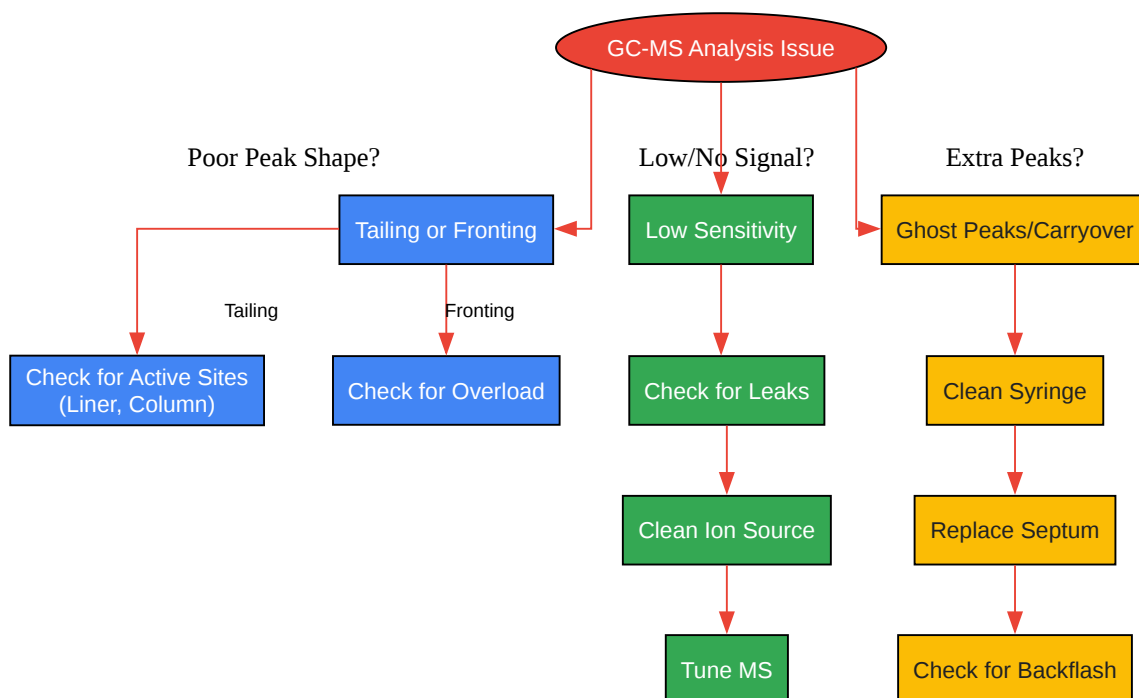 GC-MS Analysis Issue
Poor Peak Shape?
Low/No Signal?
Extra Peaks?
Tailing or Fronting
Low Sensitivity
Ghost Peaks/Carryover
Tailing
Fronting
Check for Active Sites
(Liner, Column)
Check for Overload
Check for Leaks
Clean Syringe
Clean Ion Source
Replace Septum
Tune MS
Check for Backflash